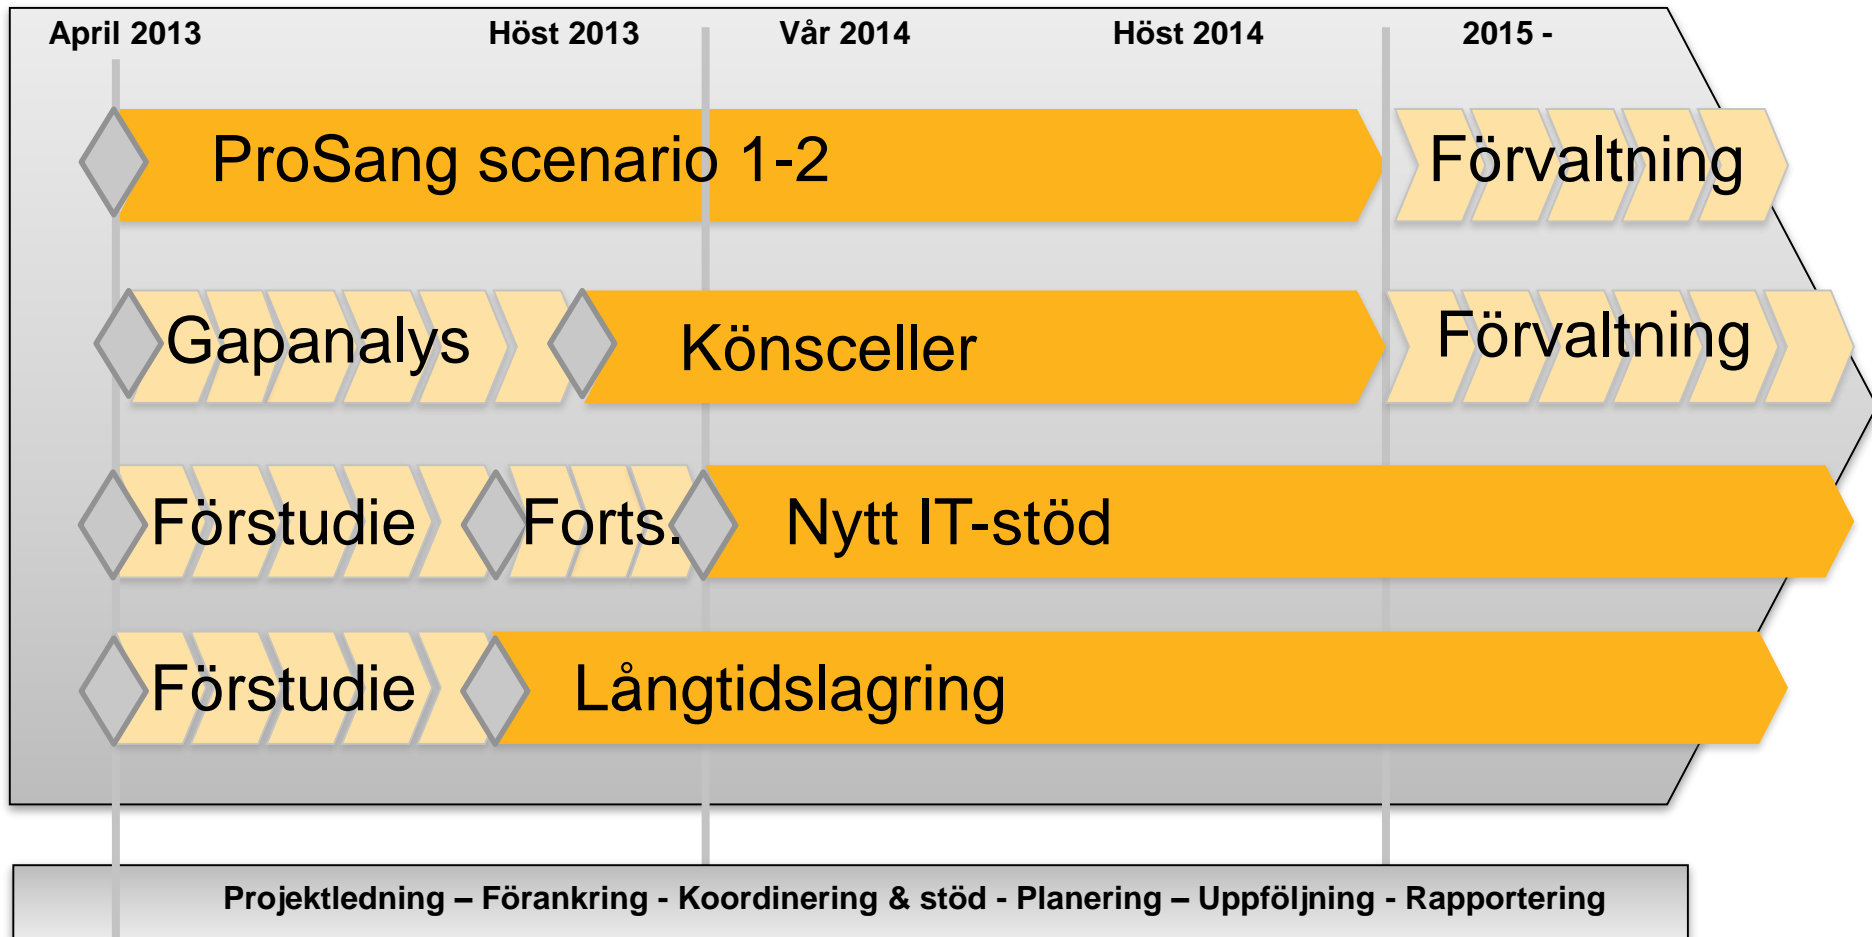 April 2013 Höst 2013 Vår 2014 Höst 2014 2015 -
ProSang scenario 1-2 Förvaltning
Gapanalys Könsceller Förvaltning
Förstudie Forts. Nytt IT-stöd
Förstudie Långtidslagring
Projektledning – Förankring - Koordinering & stöd - Planering – Uppföljning - Rapportering